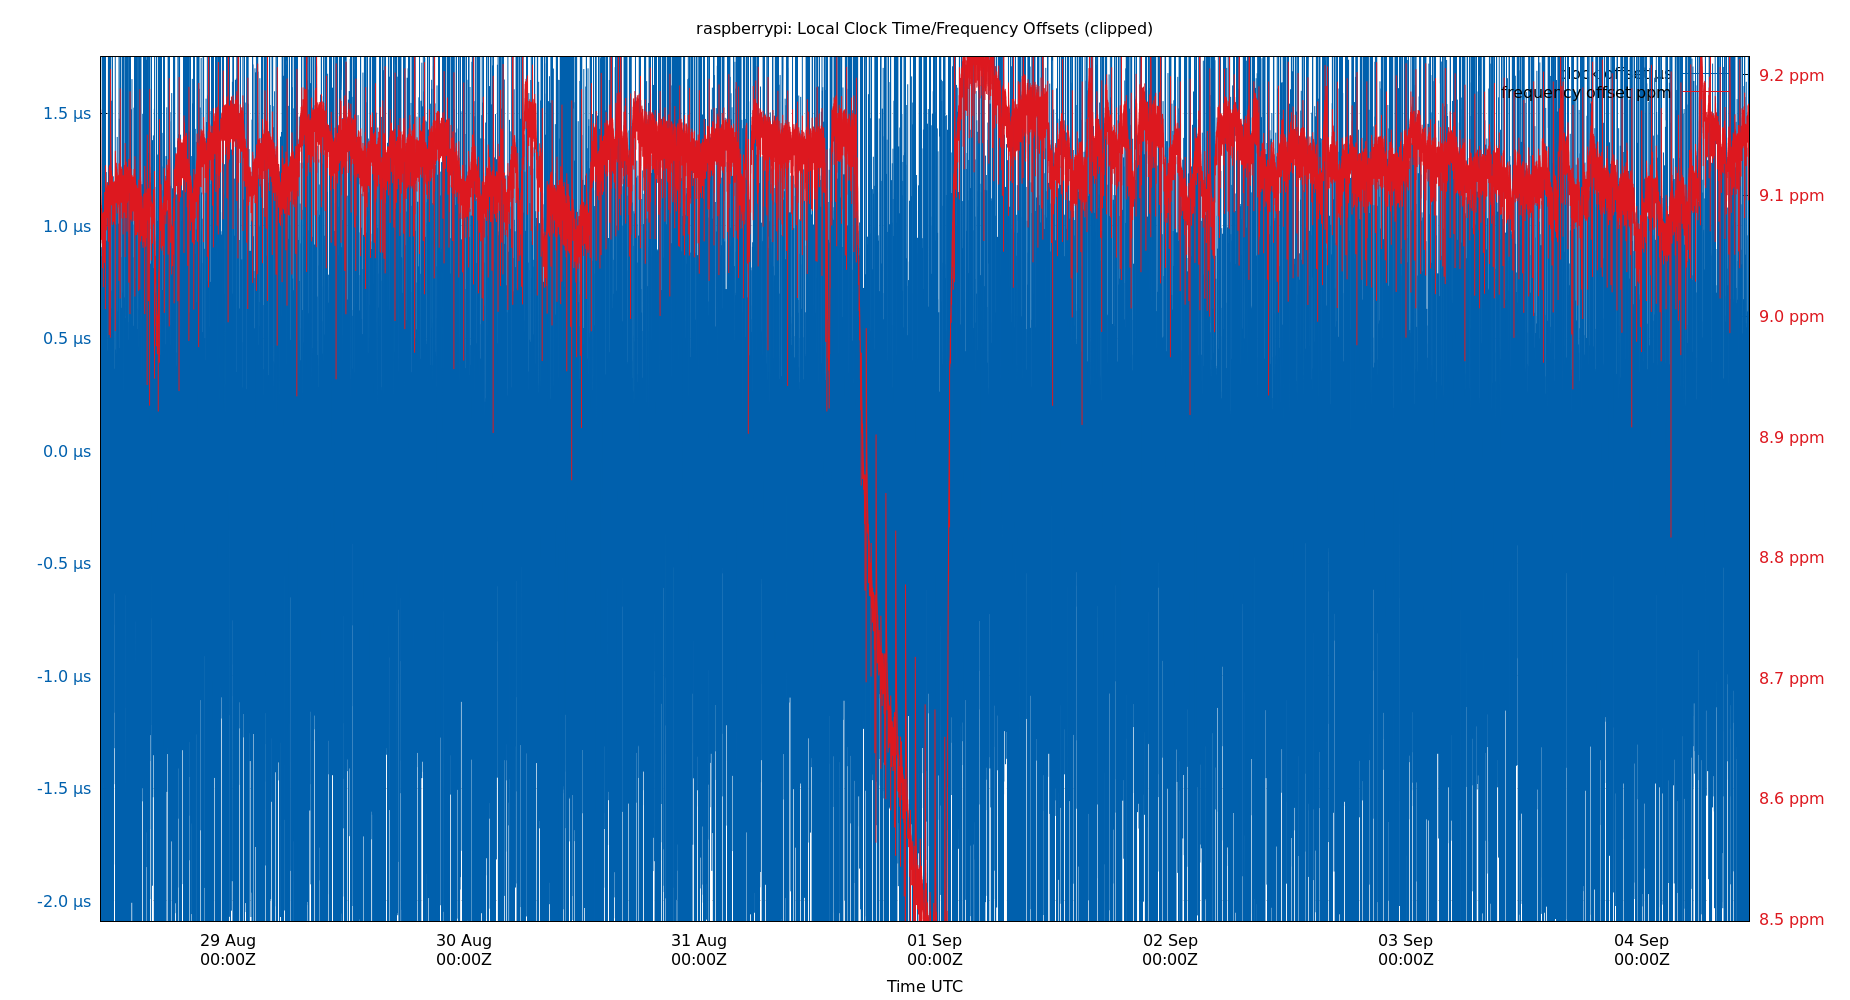 raspberrypi: Local Clock Time/Frequency Offsets (clipped)
clock offset µs
frequency offset ppm
1.5 µs
1.0 µs
0.5 µs
0.0 µs
-0.5 µs
-1.0 µs
-1.5 µs
-2.0 µs
9.2 ppm
9.1 ppm
9.0 ppm
8.9 ppm
8.8 ppm
8.7 ppm
8.6 ppm
8.5 ppm
29 Aug
00:00Z
30 Aug
00:00Z
31 Aug
00:00Z
01 Sep
00:00Z
02 Sep
00:00Z
03 Sep
00:00Z
04 Sep
00:00Z
Time UTC